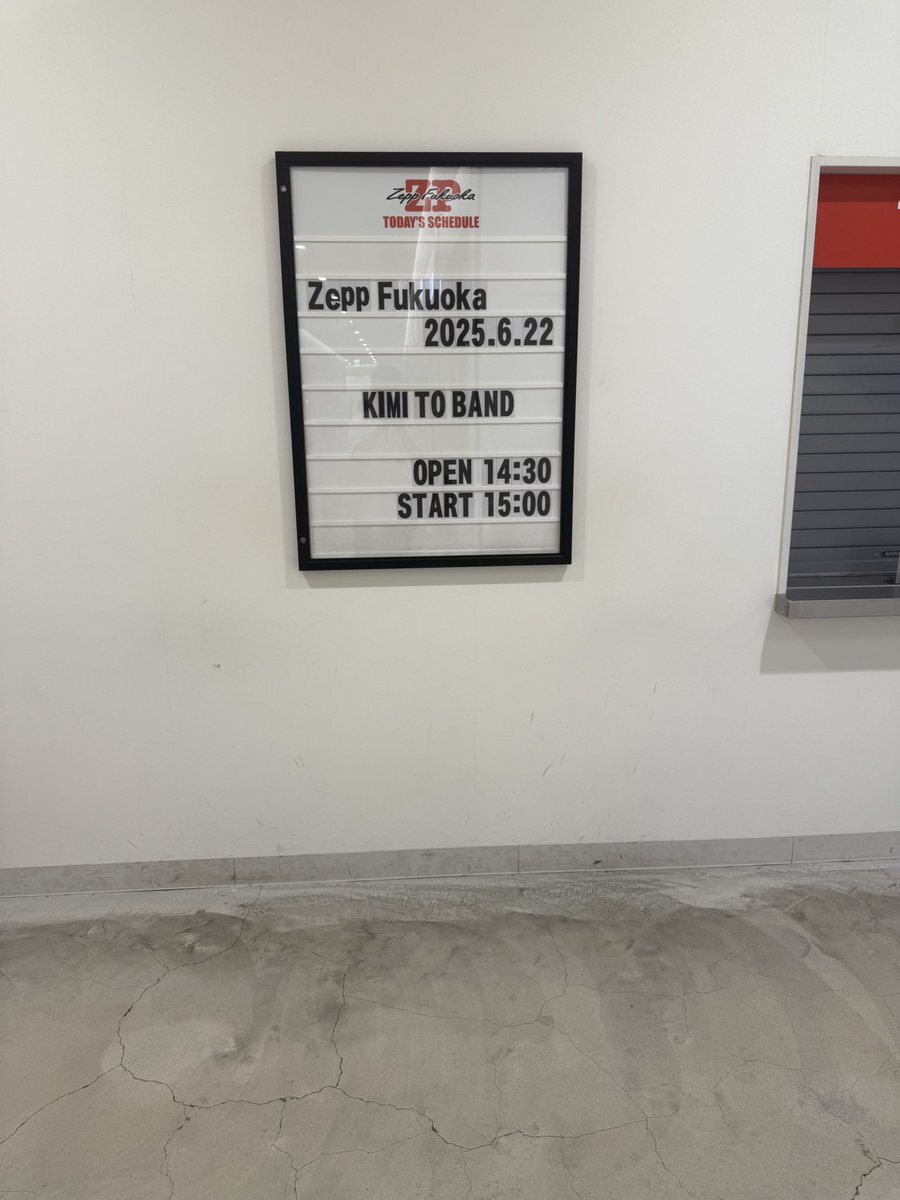 Zepp Fukuoka
TODAY'S SCHEDULE
Zepp Fukuoka
2025.6.22
KIMI TO BAND
OPEN 14:30
START 15:00